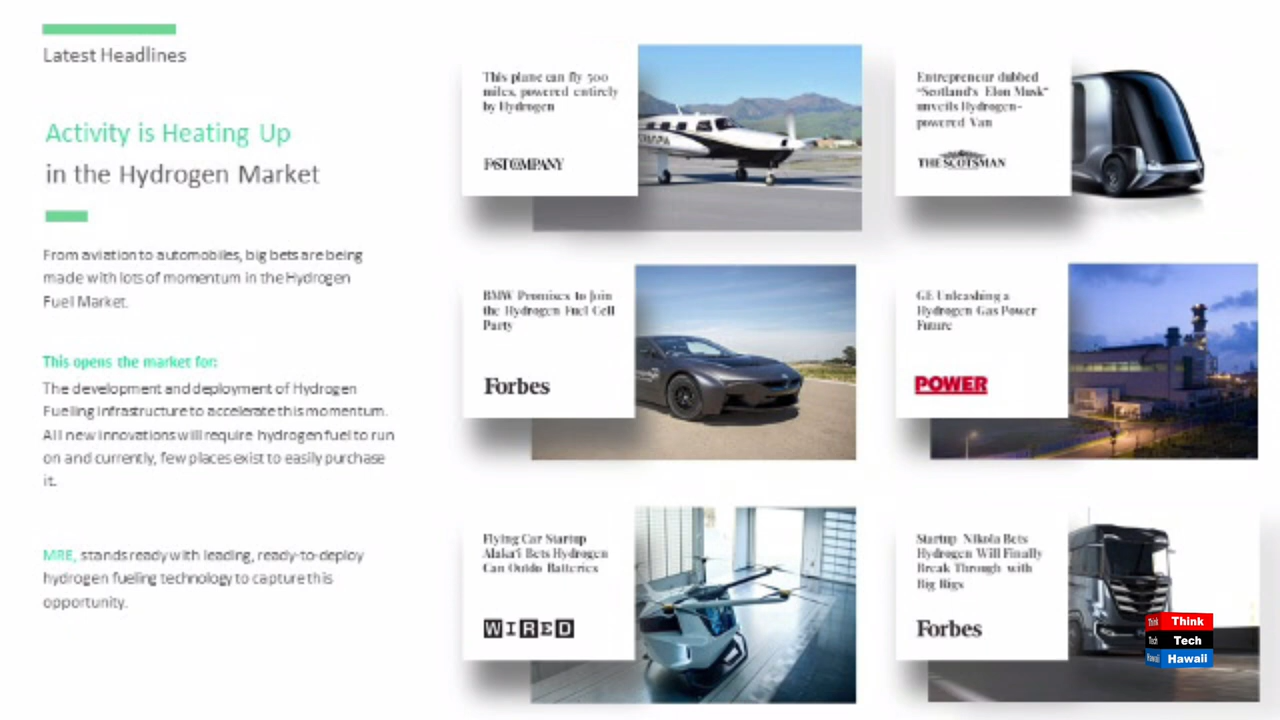 Latest Headlines
Activity is Heating Up
in the Hydrogen Market
From aviation to automobiles, big bets are being
made with lots of momentum in the Hydrogen
Fuel Market.
This opens the market for:
The development and deployment of Hydrogen
Fueling infrastructure to accelerate this momentum.
All new innovations will require hydrogen fuel to run
on and currently, few places exist to easily purchase
it.
MRE, stands ready with leading, ready-to-deploy
hydrogen fueling technology to capture this
opportunity.
This plane can fly 500
miles, powered entirely
by Hydrogen
FAST COMPANY
Entrepreneur dubbed
"Scotland's Elon Musk"
unveils Hydrogen-
powered Van
THE SCOTSMAN
BMW Promises to Join
the Hydrogen Fuel Cell
Party
Forbes
GE Unleashing a
Hydrogen Gas Power
Future
POWER
Flying Car Startup
Alaka'i Bets Hydrogen
Can Outdo Batteries
WIRED
Startup Nikola Bets
Hydrogen Will Finally
Break Through with
Big Rigs
Forbes
Think Think
Tech Tech
Hawaii Hawaii